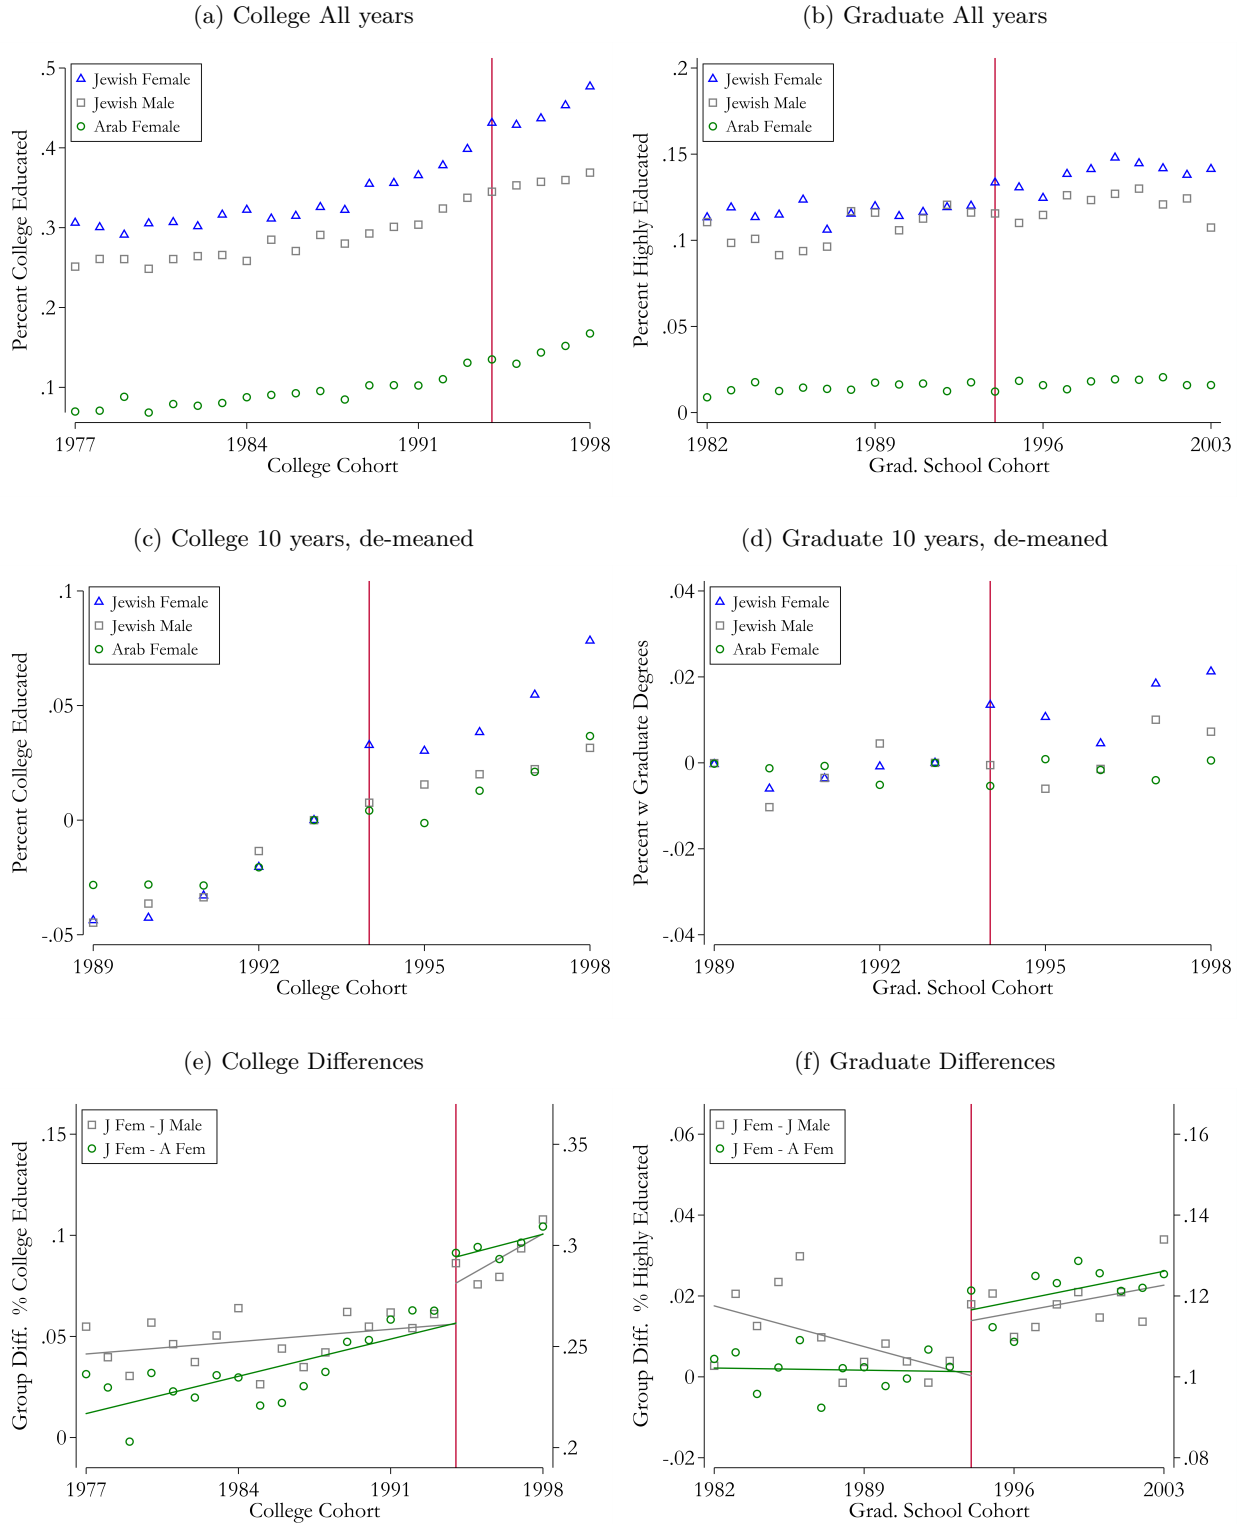 (a) College All years
.5
.4
.3
.2
.1
Percent College Educated
Jewish Female
Jewish Male
Arab Female
1977
1984
1991
1998
College Cohort
(b) Graduate All years
.2
.15
.1
.05
0
Percent Highly Educated
Jewish Female
Jewish Male
Arab Female
1982
1989
1996
2003
Grad. School Cohort
(c) College 10 years, de-meaned
.1
.05
0
-.05
Percent College Educated
Jewish Female
Jewish Male
Arab Female
1989
1992
1995
1998
College Cohort
(d) Graduate 10 years, de-meaned
.04
.02
0
-.02
-.04
Percent w Graduate Degrees
Jewish Female
Jewish Male
Arab Female
1989
1992
1995
1998
Grad. School Cohort
(e) College Differences
.15
.1
.05
0
Group Diff. % College Educated
J Fem - J Male
J Fem - A Fem
.35
.3
.25
.2
1977
1984
1991
1998
College Cohort
(f) Graduate Differences
.06
.04
.02
0
-.02
Group Diff. % Highly Educated
J Fem - J Male
J Fem - A Fem
.16
.14
.12
.1
.08
1982
1989
1996
2003
Grad. School Cohort